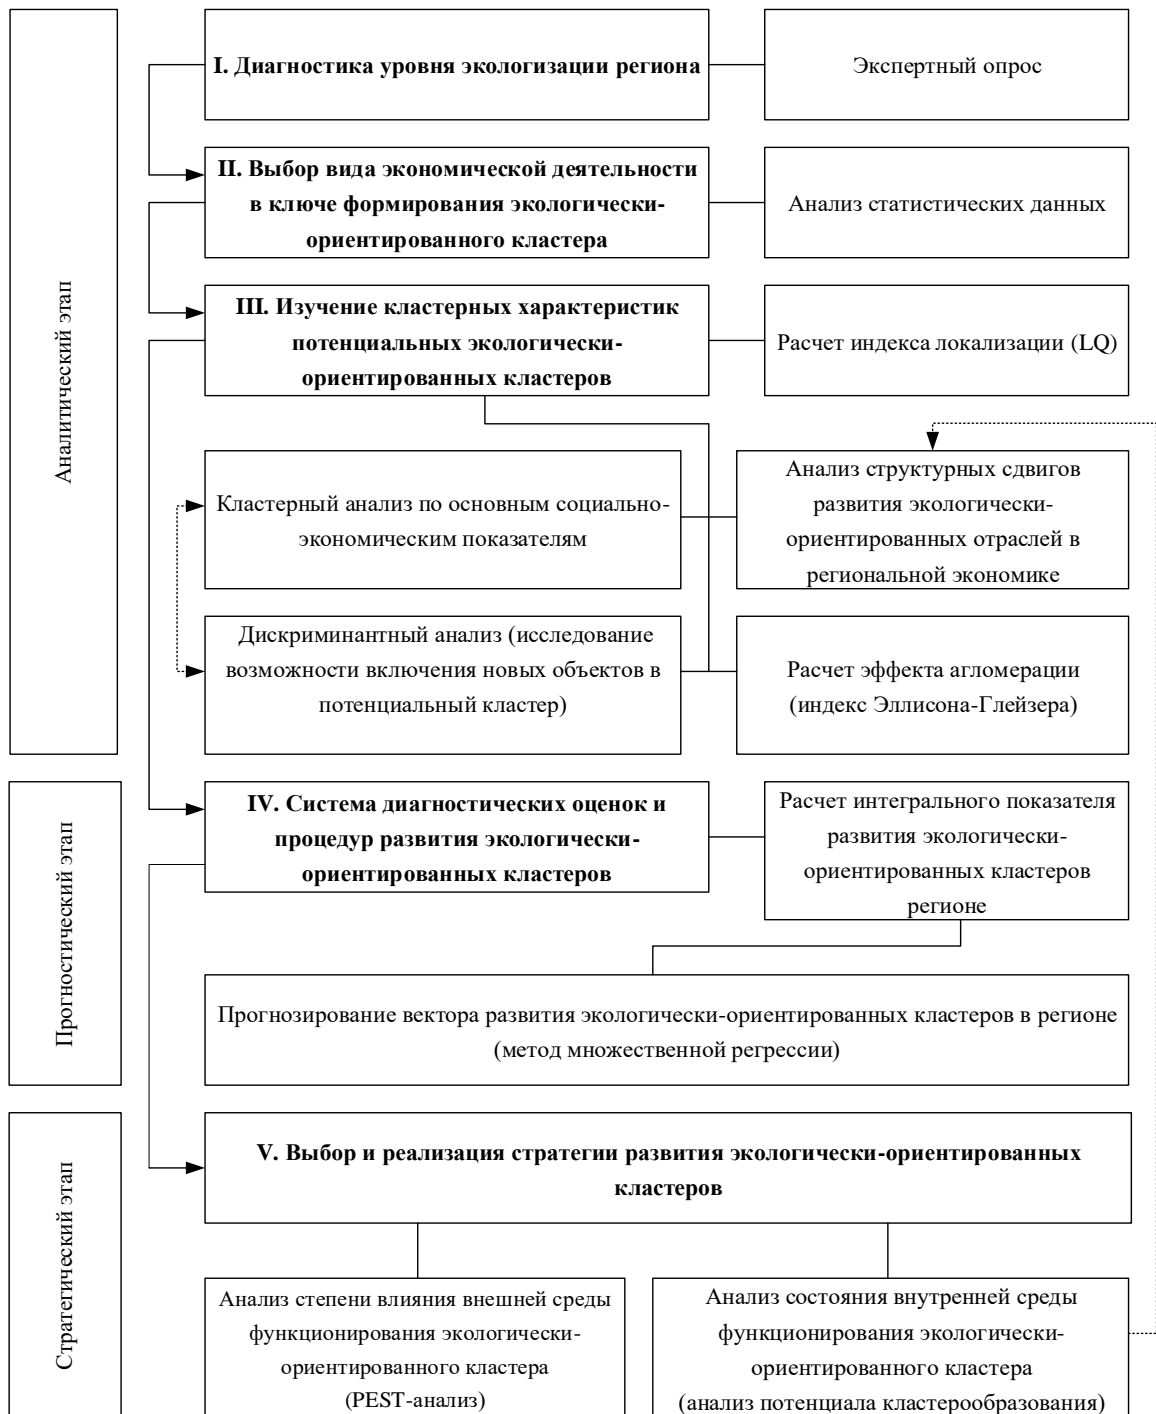 Аналитический этап
I. Диагностика уровня экологизации региона
Экспертный опрос
II. Выбор вида экономической деятельности
в ключе формирования экологически-
ориентированного кластера
Анализ статистических данных
III. Изучение кластерных характеристик
потенциальных экологически-
ориентированных кластеров
Расчет индекса локализации (LQ)
Кластерный анализ по основным социально-
экономическим показателям
Анализ структурных сдвигов
развития экологически-
ориентированных отраслей в
региональной экономике
Дискриминантный анализ (исследование
возможности включения новых объектов в
потенциальный кластер)
Расчет эффекта агломерации
(индекс Эллисона-Глейзера)
Прогностический этап
IV. Система диагностических оценок и
процедур развития экологически-
ориентированных кластеров
Расчет интегрального показателя
развития экологически-
ориентированных кластеров
регионе
Прогнозирование вектора развития экологически-ориентированных кластеров в регионе
(метод множественной регрессии)
Стратегический этап
V. Выбор и реализация стратегии развития экологически-ориентированных
кластеров
Анализ степени влияния внешней среды
функционирования экологически-
ориентированного кластера
(PEST-анализ)
Анализ состояния внутренней среды
функционирования экологически-
ориентированного кластера
(анализ потенциала кластерообразования)